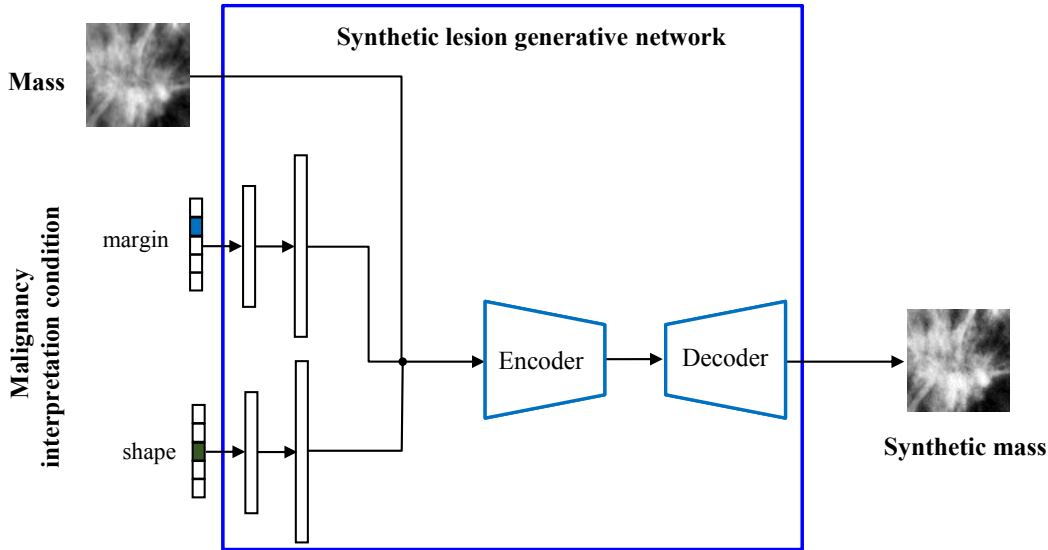 Synthetic lesion generative network
Mass
Malignancy
interpretation condition
margin
shape
Encoder
Decoder
Synthetic mass